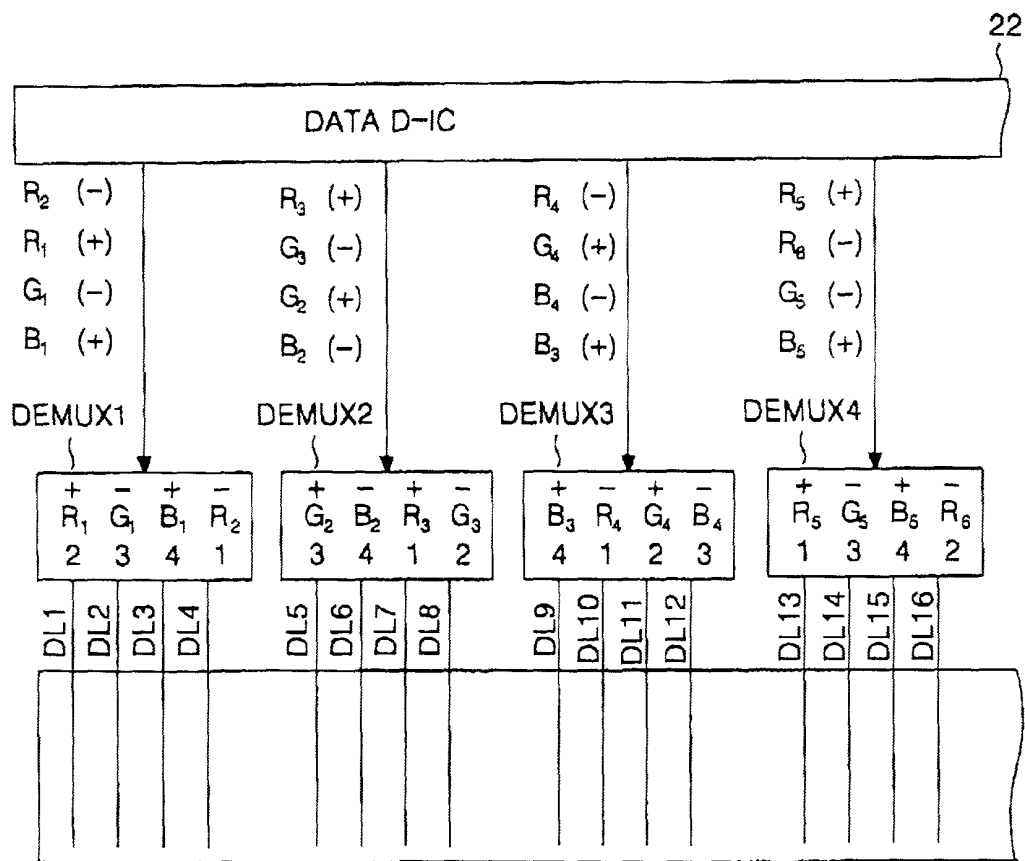 22
DATA D-IC
R₂ (-) R₃ (+) R₄ (-) R₅ (+)
R₁ (+) G₃ (-) G₄ (+) R₆ (-)
G₁ (-) G₂ (+) B₄ (-) G₅ (-)
B₁ (+) B₂ (-) B₃ (+) B₅ (+)
DEMUX1 DEMUX2 DEMUX3 DEMUX4
+ - + - + - + - + - + - + - + -
R₁ G₁ B₁ R₂ G₂ B₂ R₃ G₃ B₃ R₄ G₄ B₄ R₅ G₅ B₅ R₆
2 3 4 1 3 4 1 2 4 1 2 3 1 3 4 2
DL1 DL2 DL3 DL4 DL5 DL6 DL7 DL8 DL9 DL10 DL11 DL12 DL13 DL14 DL15 DL16